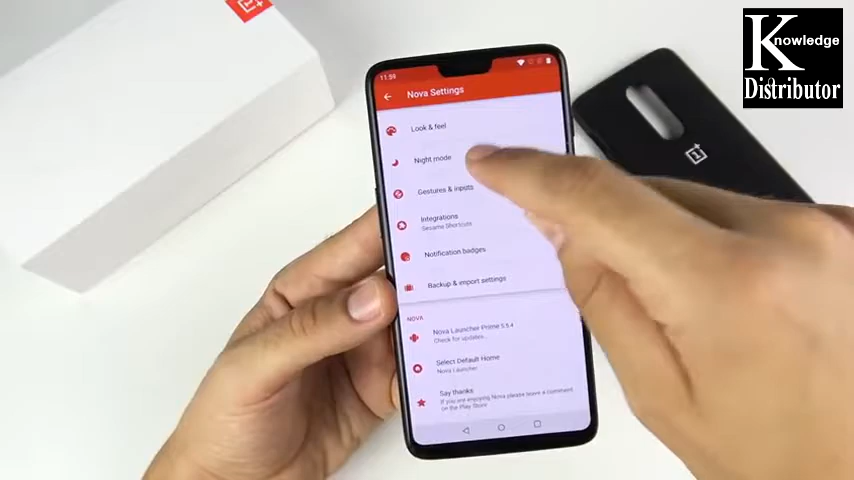 Knowledge
Distributor
11:59
Nova Settings
Look & feel
Night mode
Gestures & inputs
Integrations
Sesame Shortcuts
Notification badges
Backup & import settings
NOVA
Nova Launcher Prime 5.5.4
Check for updates...
Select Default Home
Nova Launcher
Say thanks
If you are enjoying Nova please leave a comment
on the Play Store